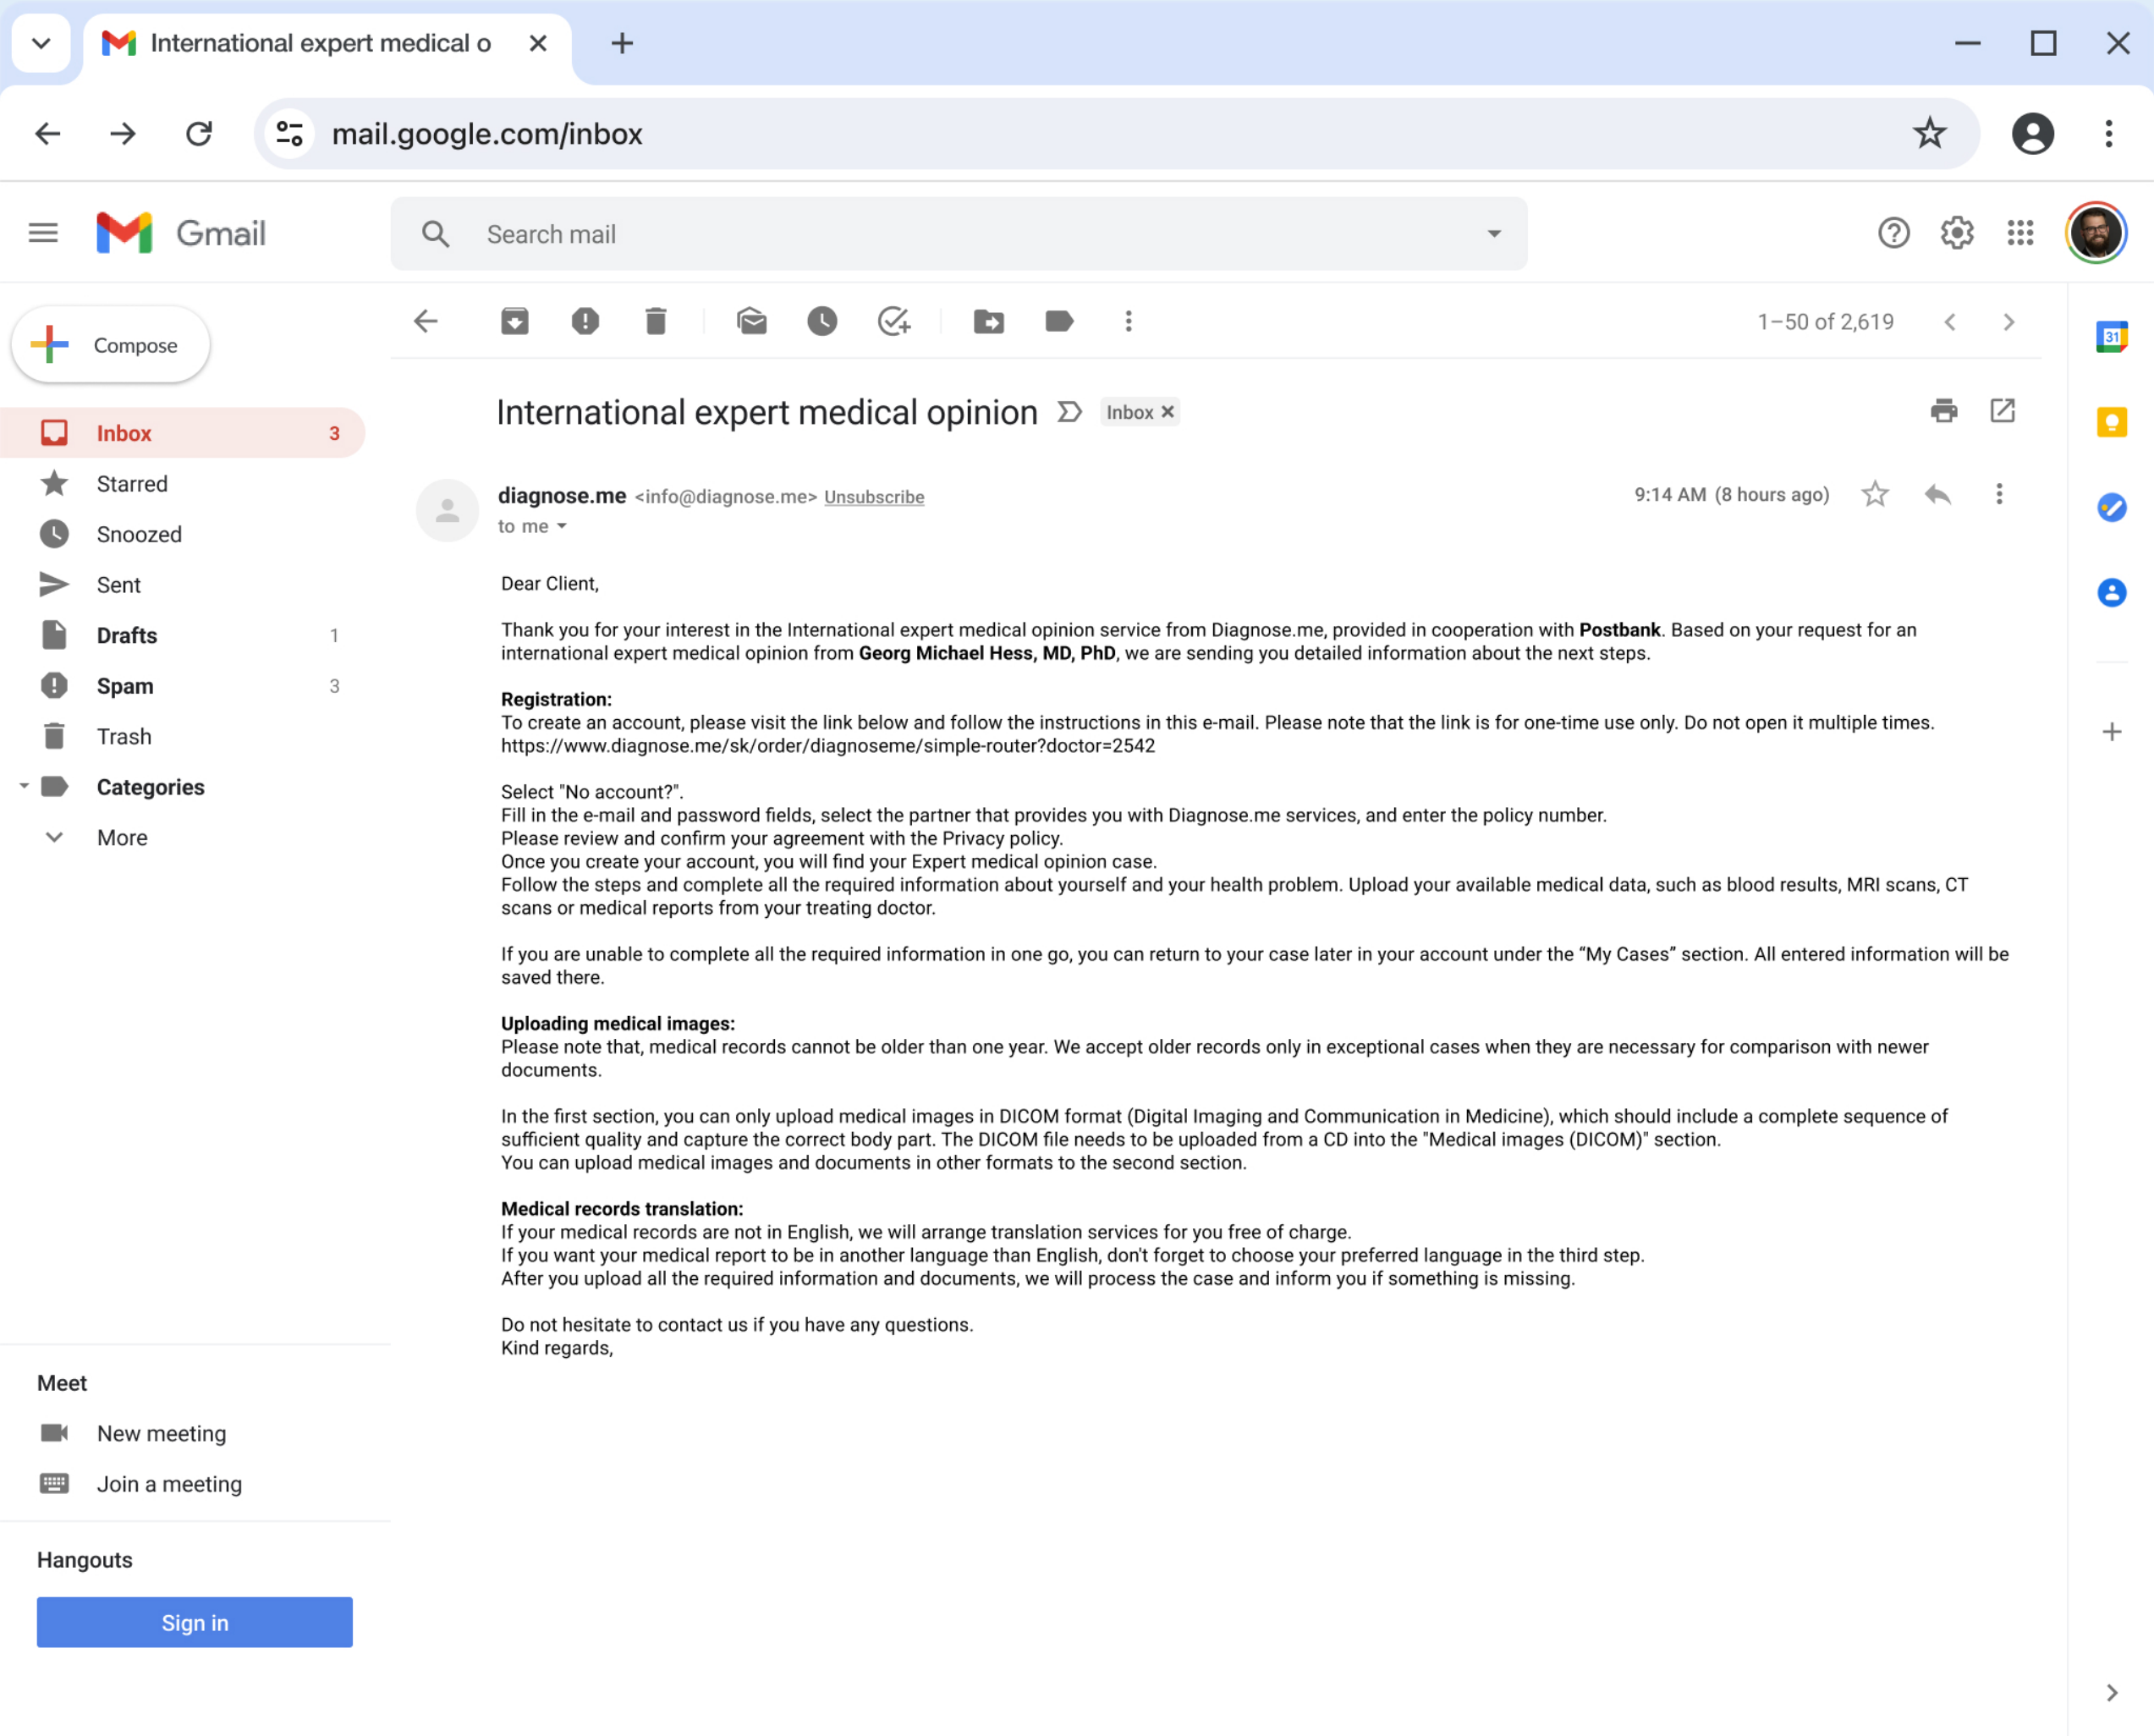 International expert medical o
mail.google.com/inbox
Gmail
Search mail
Compose
1–50 of 2,619
31
Inbox 3
Starred
Snoozed
Sent
Drafts 1
Spam 3
Trash
Categories
More
International expert medical opinion Inbox
diagnose.me <info@diagnose.me> Unsubscribe
9:14 AM (8 hours ago)
to me
Dear Client,
Thank you for your interest in the International expert medical opinion service from Diagnose.me, provided in cooperation with Postbank. Based on your request for an
international expert medical opinion from Georg Michael Hess, MD, PhD, we are sending you detailed information about the next steps.
Registration:
To create an account, please visit the link below and follow the instructions in this e-mail. Please note that the link is for one-time use only. Do not open it multiple times.
https://www.diagnose.me/sk/order/diagnoseme/simple-router?doctor=2542
Select "No account?".
Fill in the e-mail and password fields, select the partner that provides you with Diagnose.me services, and enter the policy number.
Please review and confirm your agreement with the Privacy policy.
Once you create your account, you will find your Expert medical opinion case.
Follow the steps and complete all the required information about yourself and your health problem. Upload your available medical data, such as blood results, MRI scans, CT
scans or medical reports from your treating doctor.
If you are unable to complete all the required information in one go, you can return to your case later in your account under the “My Cases” section. All entered information will be
saved there.
Uploading medical images:
Please note that, medical records cannot be older than one year. We accept older records only in exceptional cases when they are necessary for comparison with newer
documents.
In the first section, you can only upload medical images in DICOM format (Digital Imaging and Communication in Medicine), which should include a complete sequence of
sufficient quality and capture the correct body part. The DICOM file needs to be uploaded from a CD into the "Medical images (DICOM)" section.
You can upload medical images and documents in other formats to the second section.
Medical records translation:
If your medical records are not in English, we will arrange translation services for you free of charge.
If you want your medical report to be in another language than English, don't forget to choose your preferred language in the third step.
After you upload all the required information and documents, we will process the case and inform you if something is missing.
Do not hesitate to contact us if you have any questions.
Kind regards,
Meet
New meeting
Join a meeting
Hangouts
Sign in